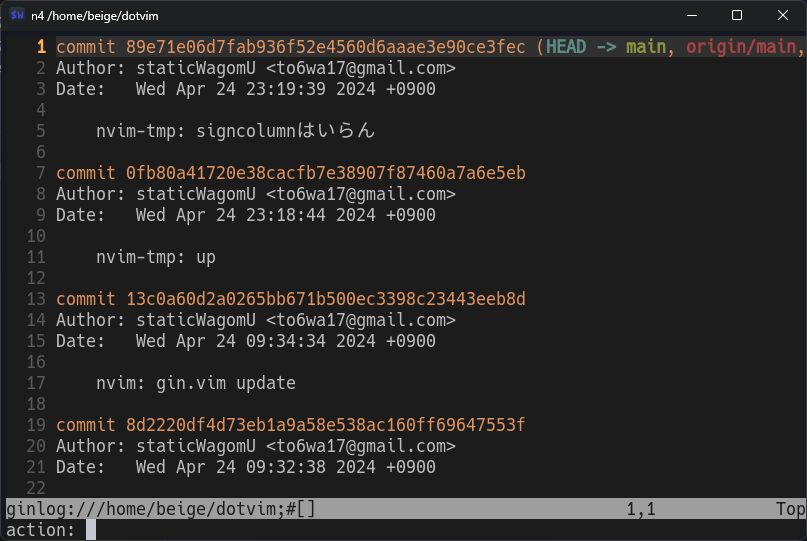 n4 /home/beige/dotvim
1 commit 89e71e06d7fab936f52e4560d6aaae3e90ce3fec (HEAD -> main, origin/main,
2 Author: staticWagomU <to6wa17@gmail.com>
3 Date:   Wed Apr 24 23:19:39 2024 +0900
4
5     nvim-tmp: signcolumnはいらん
6
7 commit 0fb80a41720e38cacfb7e38907f87460a7a6e5eb
8 Author: staticWagomU <to6wa17@gmail.com>
9 Date:   Wed Apr 24 23:18:44 2024 +0900
10
11     nvim-tmp: up
12
13 commit 13c0a60d2a0265bb671b500ec3398c23443eeb8d
14 Author: staticWagomU <to6wa17@gmail.com>
15 Date:   Wed Apr 24 09:34:34 2024 +0900
16
17     nvim: gin.vim update
18
19 commit 8d2220df4d73eb1a9a58e538ac160ff69647553f
20 Author: staticWagomU <to6wa17@gmail.com>
21 Date:   Wed Apr 24 09:32:38 2024 +0900
22
ginlog:///home/beige/dotvim;#[] 1,1 Top
action: